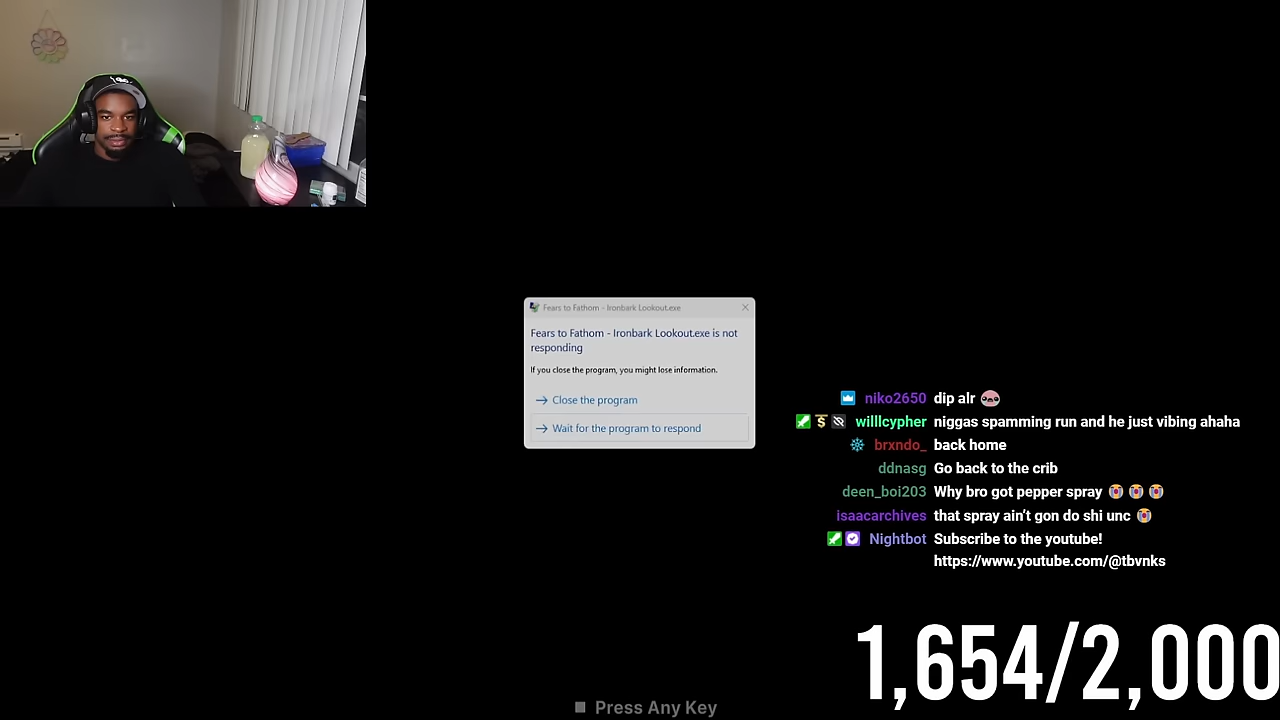 Fears to Fathom - Ironbark Lookout.exe
Fears to Fathom - Ironbark Lookout.exe is not
responding
If you close the program, you might lose information.
Close the program
Wait for the program to respond
niko2650 dip alr
willlcypher niggas spamming run and he just vibing ahaha
brxndo_ back home
ddnasg Go back to the crib
deen_boi203 Why bro got pepper spray
isaacarchives that spray ain't gon do shi unc
Nightbot Subscribe to the youtube!
https://www.youtube.com/@tbvnks
1,654/2,000
Press Any Key